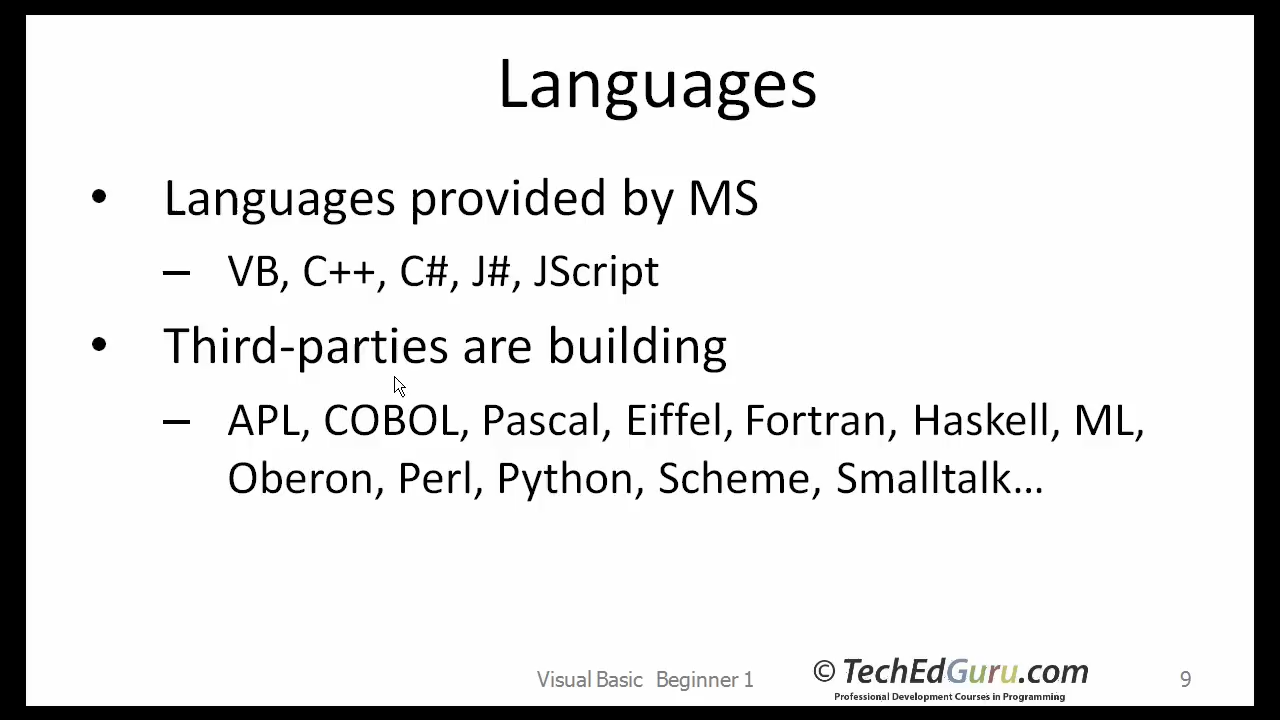 Languages
• Languages provided by MS
– VB, C++, C#, J#, JScript
• Third-parties are building
– APL, COBOL, Pascal, Eiffel, Fortran, Haskell, ML,
Oberon, Perl, Python, Scheme, Smalltalk…
Visual Basic Beginner 1
© TechEdGuru.com
Professional Development Courses in Programming
9